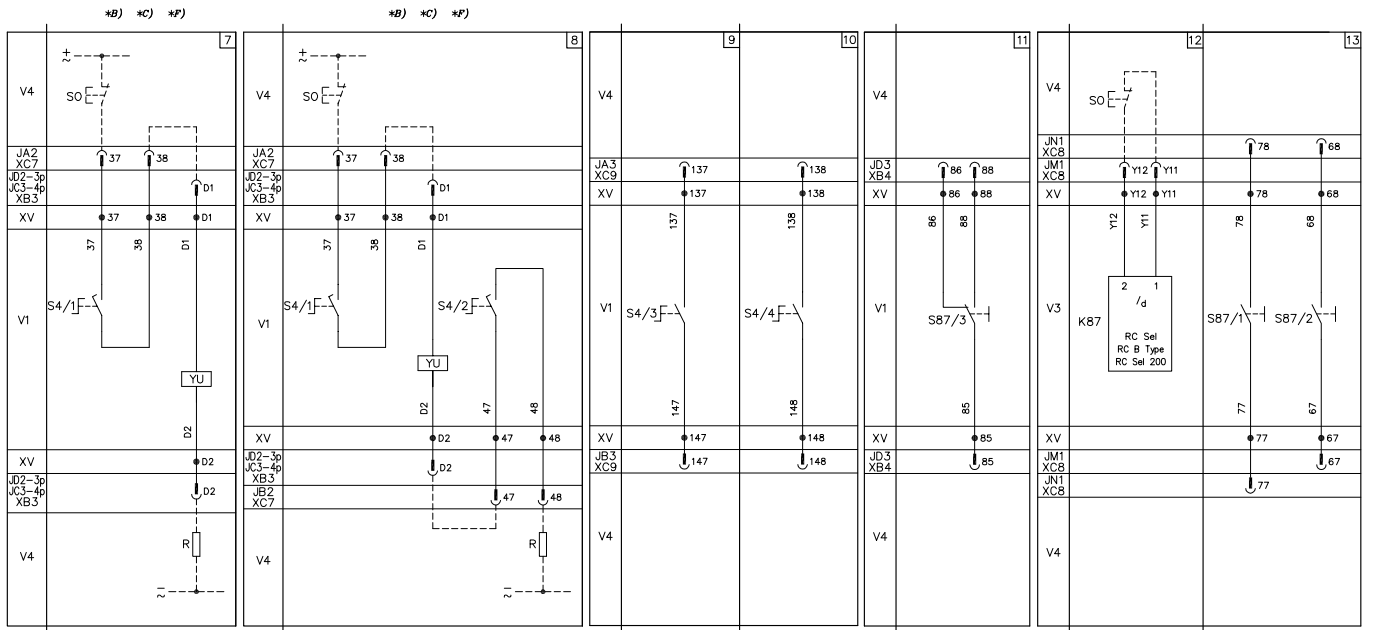 *B) *C) *F)
*B) *C) *F)
7
+
~
V4
SO
JA2
XC7
37
38
JD2-3p
JC3-4p
XB3
D1
XV
37
38
D1
37
38
D1
S4/1
V1
YU
D2
XV
D2
JD2-3p
JC3-4p
XB3
D2
R
V4
–
~
8
+
~
V4
SO
JA2
XC7
37
38
JD2-3p
JC3-4p
XB3
D1
XV
37
38
D1
37
38
D1
S4/1
S4/2
V1
YU
D2
47
48
XV
D2
47
48
JD2-3p
JC3-4p
XB3
D2
JB2
XC7
47
48
R
V4
–
~
9
10
V4
JA3
XC9
137
138
XV
137
138
137
138
V1
S4/3
S4/4
147
148
XV
147
148
JB3
XC9
147
148
V4
11
V4
JD3
XB4
86
88
XV
86
88
86
88
V1
S87/3
85
XV
85
JD3
XB4
85
V4
12
13
V4
SO
JN1
XC8
78
68
JM1
XC8
Y12
Y11
XV
Y12
Y11
78
68
Y12
Y11
78
68
2 1
/d
V3
K87
RC Sel
RC B Type
RC Sel 200
S87/1
S87/2
77
67
XV
77
67
JM1
XC8
67
JN1
XC8
77
V4